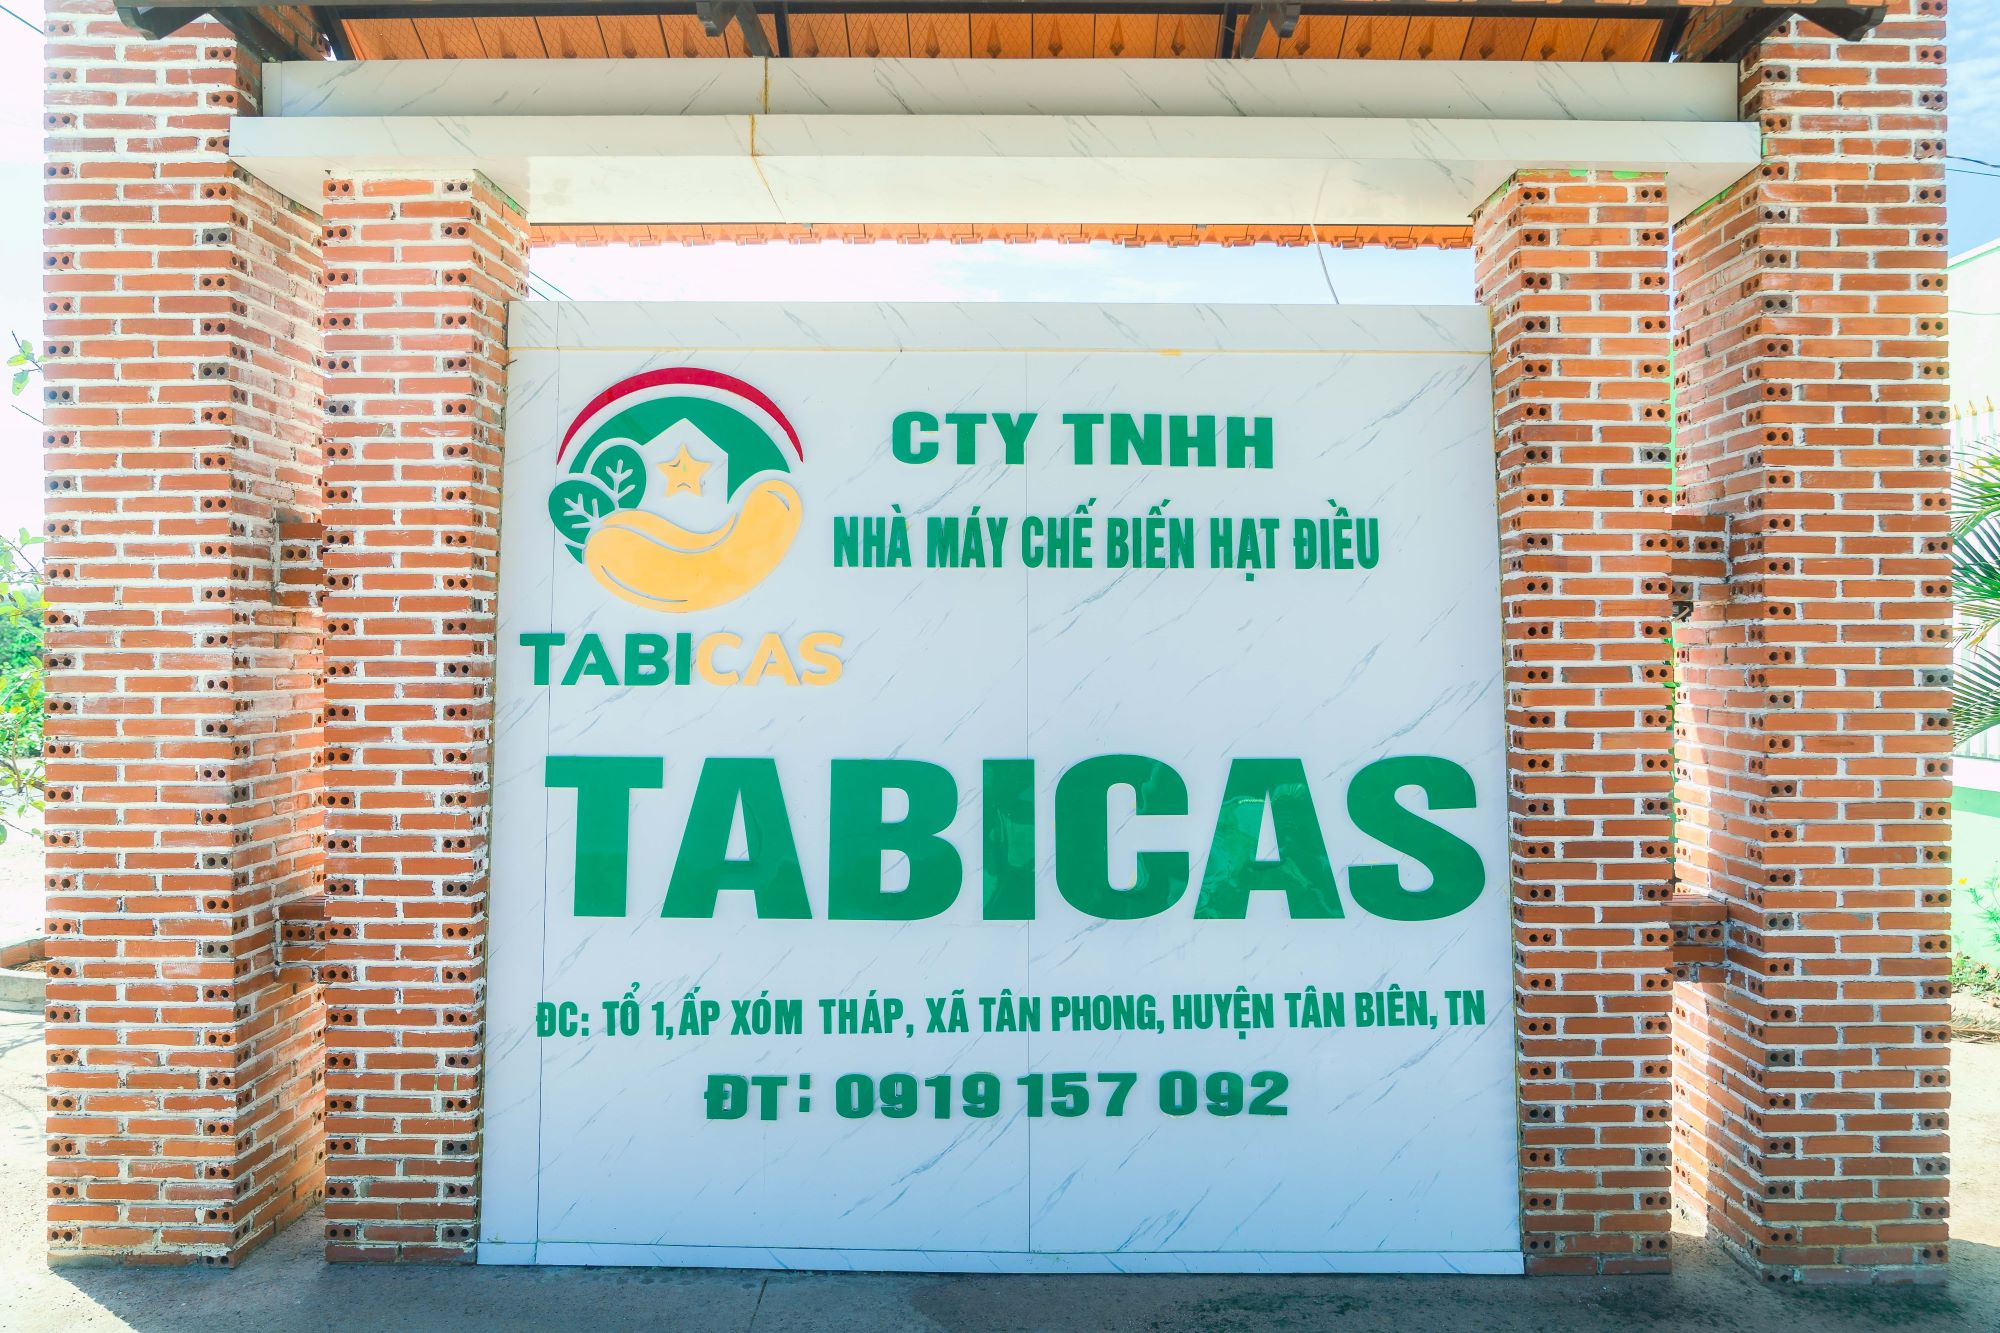 CTY TNHH
NHÀ MÁY CHẾ BIẾN HẠT ĐIỀU
TABICAS
TABICAS
ĐC: TỔ 1, ẤP XÓM THÁP, XÃ TÂN PHONG, HUYỆN TÂN BIÊN, TN
ĐT: 0919 157 092